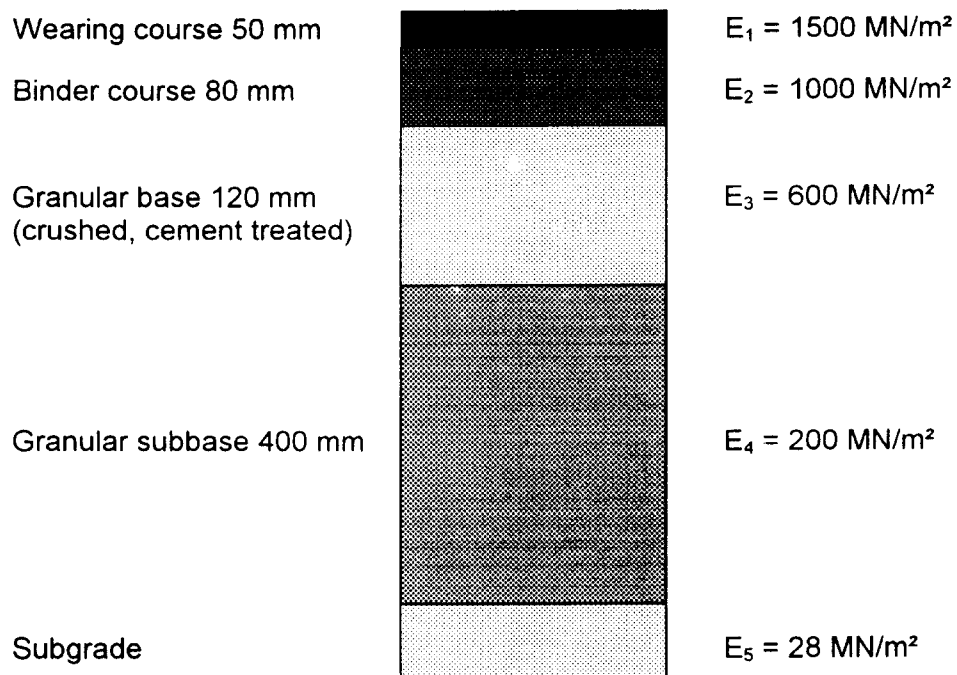 Wearing course 50 mm
E₁ = 1500 MN/m²
Binder course 80 mm
E₂ = 1000 MN/m²
Granular base 120 mm
(crushed, cement treated)
E₃ = 600 MN/m²
Granular subbase 400 mm
E₄ = 200 MN/m²
Subgrade
E₅ = 28 MN/m²